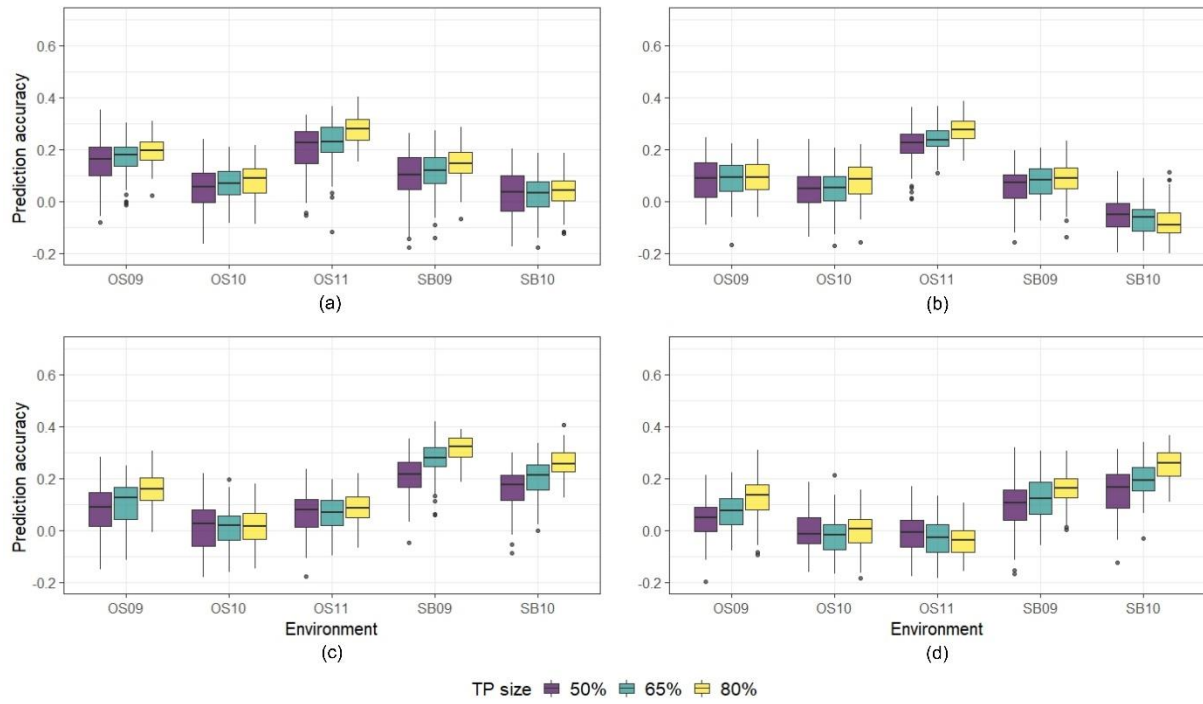 0.6
0.4
0.2
0.0
-0.2
Prediction accuracy
OS09 OS10 OS11 SB09 SB10
(a)
0.6
0.4
0.2
0.0
-0.2
OS09 OS10 OS11 SB09 SB10
(b)
0.6
0.4
0.2
0.0
-0.2
Prediction accuracy
OS09 OS10 OS11 SB09 SB10
Environment
(c)
0.6
0.4
0.2
0.0
-0.2
OS09 OS10 OS11 SB09 SB10
Environment
(d)
TP size 50% 65% 80%